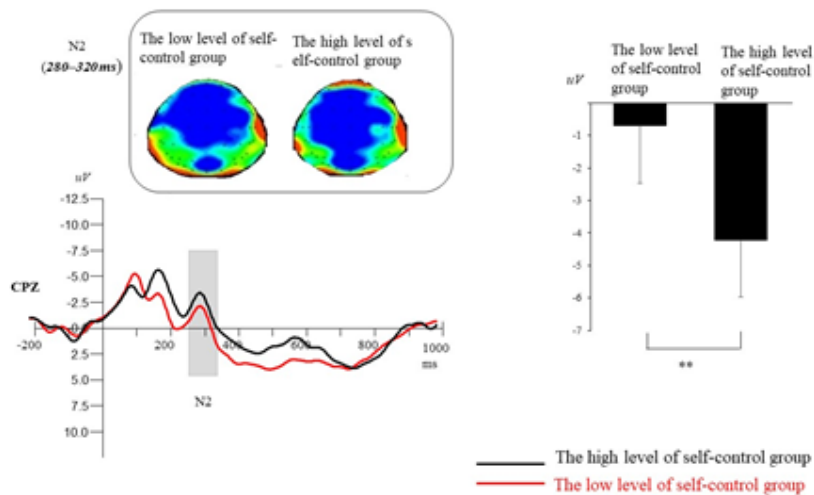 N2
(280–320ms)
The low level of self-
control group
The high level of s
elf-control group
uV
-12.5
-10.0
-7.5
-5.0
-2.5
-0
2.5
5.0
7.5
10.0
CPZ
-200
200
400
600
800
1000
ms
N2
The low level
of self-control
group
The high level
of self-control
group
uV
-1
-2
-3
-4
-5
-6
-7
**
The high level of self-control group
The low level of self-control group